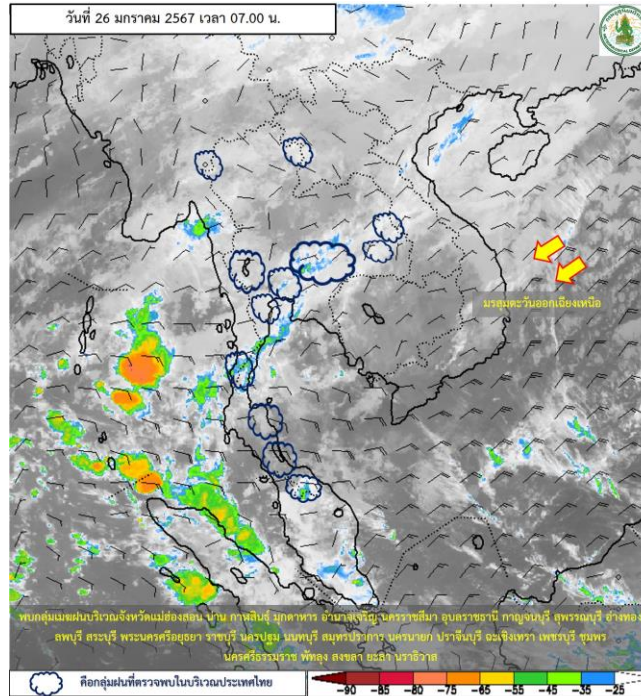 วันที่ 26 มกราคม 2567 เวลา 07.00 น.
มรสุมตะวันออกเฉียงเหนือ
พบกลุ่มเมฆฝนบริเวณจังหวัดแม่ฮ่องสอน น่าน กาฬสินธุ์ มุกดาหาร อำนาจเจริญ นครราชสีมา อุบลราชธานี กาญจนบุรี สุพรรณบุรี อ่างทอง
ลพบุรี สระบุรี พระนครศรีอยุธยา ราชบุรี นครปฐม นนทบุรี สมุทรปราการ นครนายก ปราจีนบุรี ฉะเชิงเทรา เพชรบุรี ชุมพร
นครศรีธรรมราช พัทลุง สงขลา ยะลา นราธิวาส
คือกลุ่มฝนที่ตรวจพบในบริเวณประเทศไทย
-90 -85 -80 -75 -65 -55 -45 -35 -25